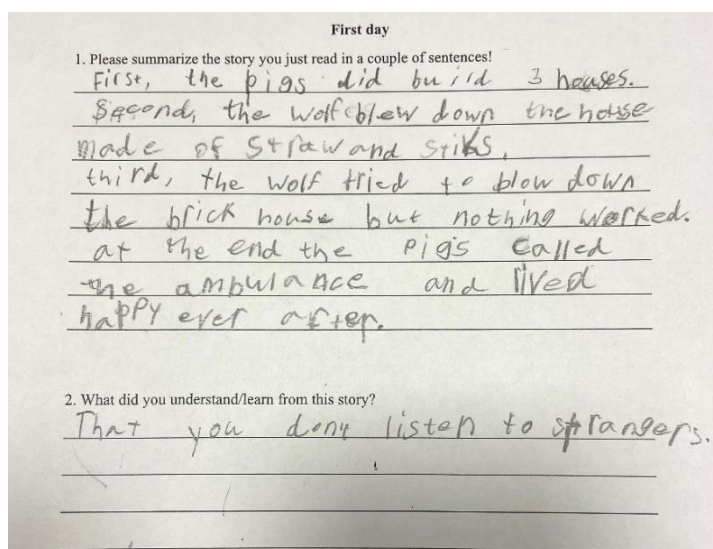 First day
1. Please summarize the story you just read in a couple of sentences!
First, the pigs did build 3 houses.
Second, the wolf blew down the house
made of straw and stiks,
third, the wolf tried to blow down
the brick house but nothing worked.
at the end the pigs called
the ambulance and lived
happy ever after.
2. What did you understand/learn from this story?
That you dont listen to strangers.